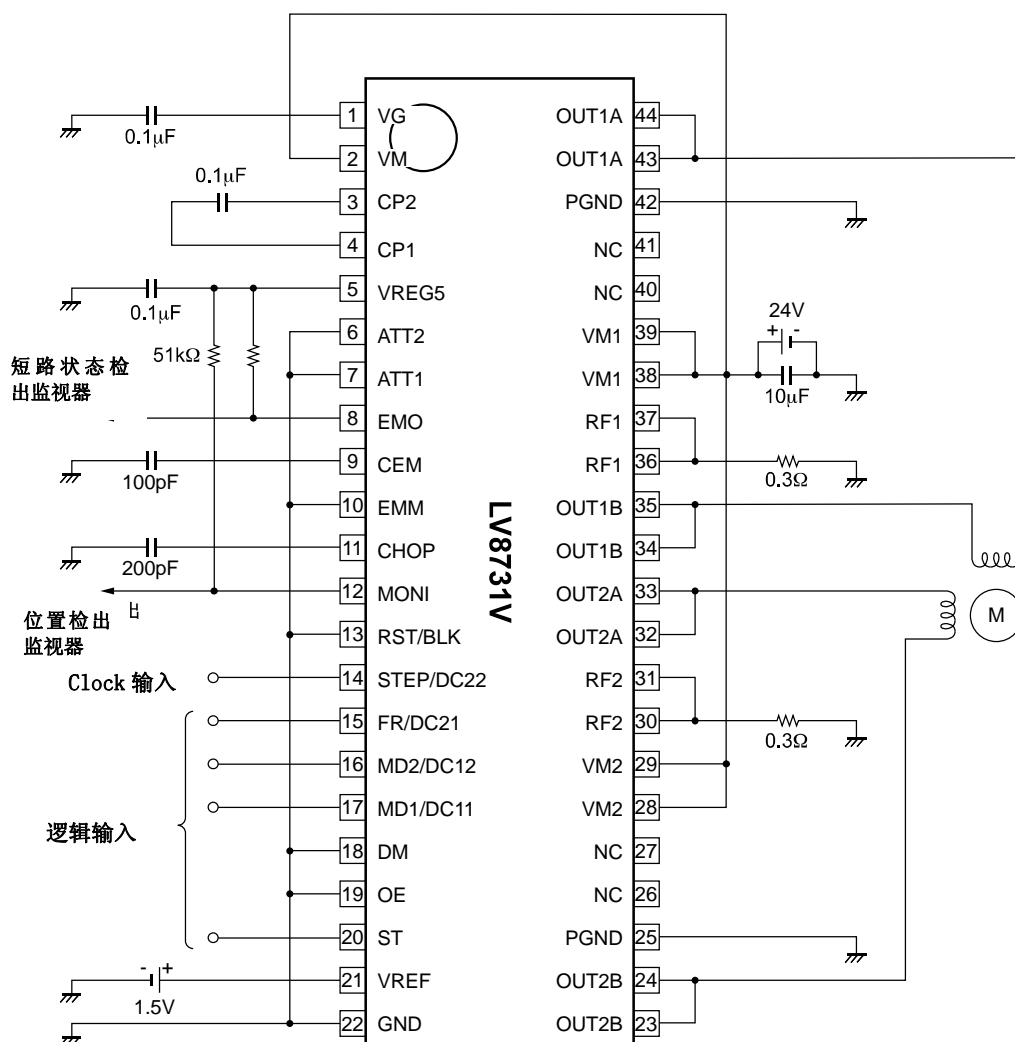 1 VG OUT1A 44
0.1μF
2 VM OUT1A 43
0.1μF
3 CP2 PGND 42
4 CP1 NC 41
5 VREG5 NC 40
0.1μF
24V
+ -
6 ATT2 VM1 39
51kΩ
短路状态检
出监视器
7 ATT1 VM1 38
10μF
8 EMO RF1 37
9 CEM RF1 36
100pF
0.3Ω
10 EMM OUT1B 35
LV8731V
11 CHOP OUT1B 34
200pF
12 MONI OUT2A 33
位置检出
监视器
M
13 RST/BLK OUT2A 32
Clock 输入
14 STEP/DC22 RF2 31
15 FR/DC21 RF2 30
0.3Ω
16 MD2/DC12 VM2 29
17 MD1/DC11 VM2 28
逻辑输入
18 DM NC 27
19 OE NC 26
20 ST PGND 25
- +
21 VREF OUT2B 24
1.5V
22 GND OUT2B 23